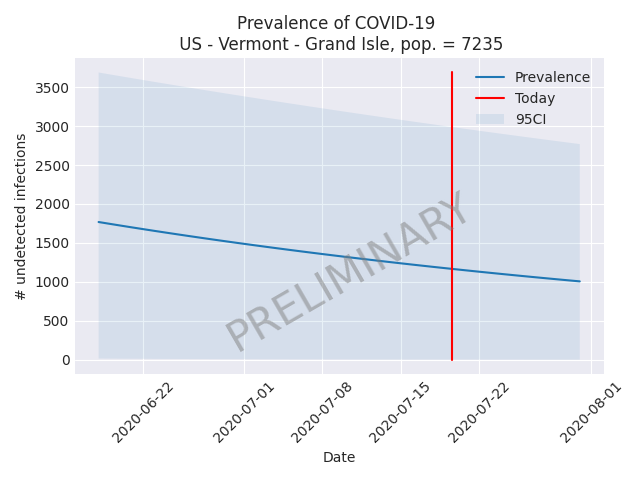 Prevalence of COVID-19
US - Vermont - Grand Isle, pop. = 7235
Prevalence
Today
95CI
# undetected infections
3500
3000
2500
2000
1500
1000
500
0
PRELIMINARY
2020-06-22
2020-07-01
2020-07-08
2020-07-15
2020-07-22
2020-08-01
Date